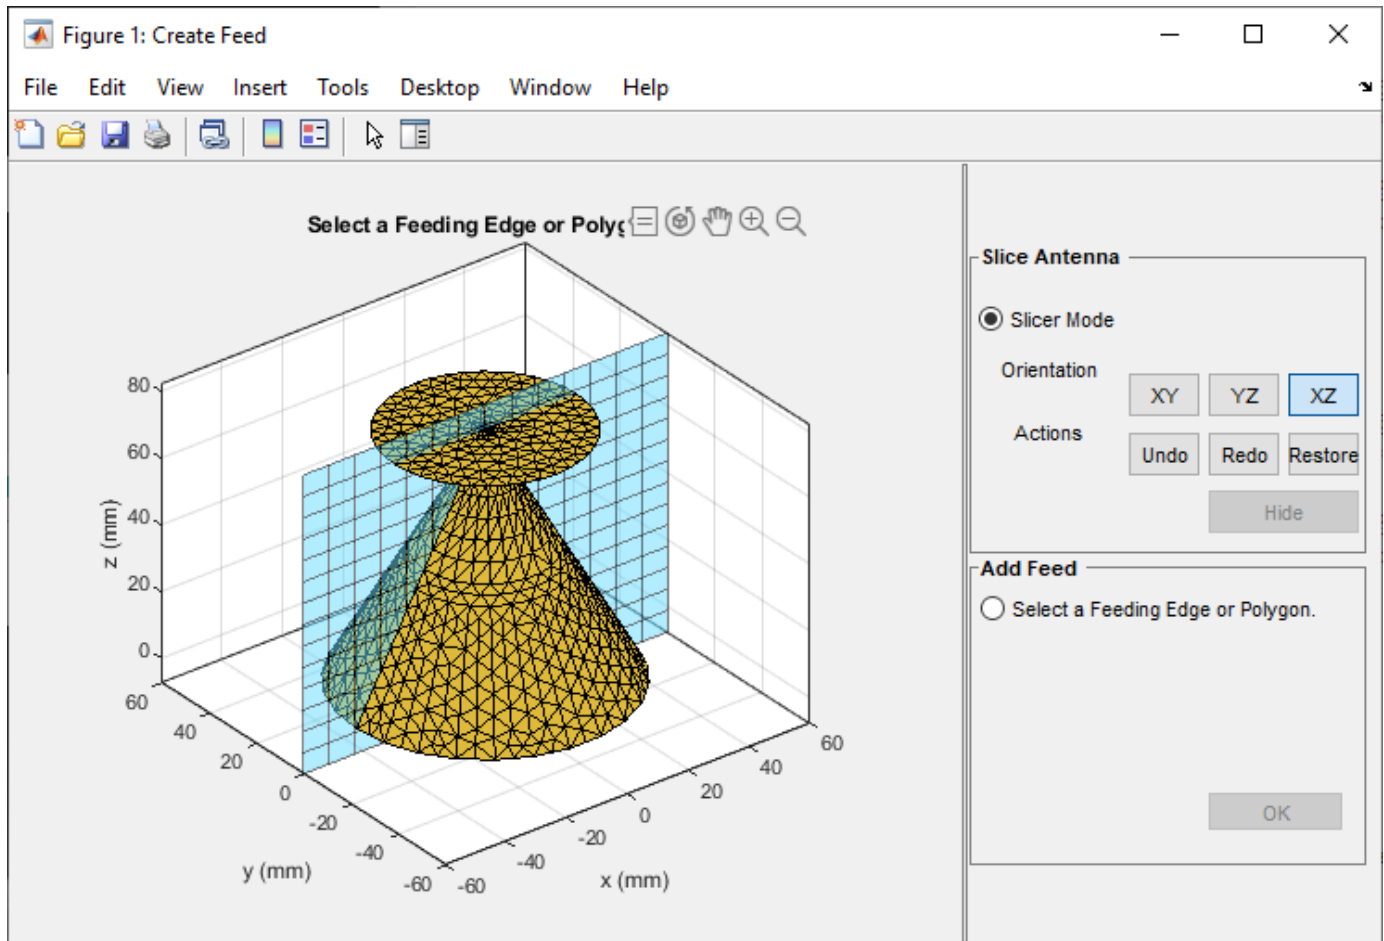 Figure 1: Create Feed
File Edit View Insert Tools Desktop Window Help
Select a Feeding Edge or Polyg
80
60
40
20
0
z (mm)
60
40
20
0
-20
-40
-60
y (mm)
-60
-40
-20
0
20
40
60
x (mm)
Slice Antenna
Slicer Mode
Orientation
XY YZ XZ
Actions
Undo Redo Restore
Hide
Add Feed
Select a Feeding Edge or Polygon.
OK